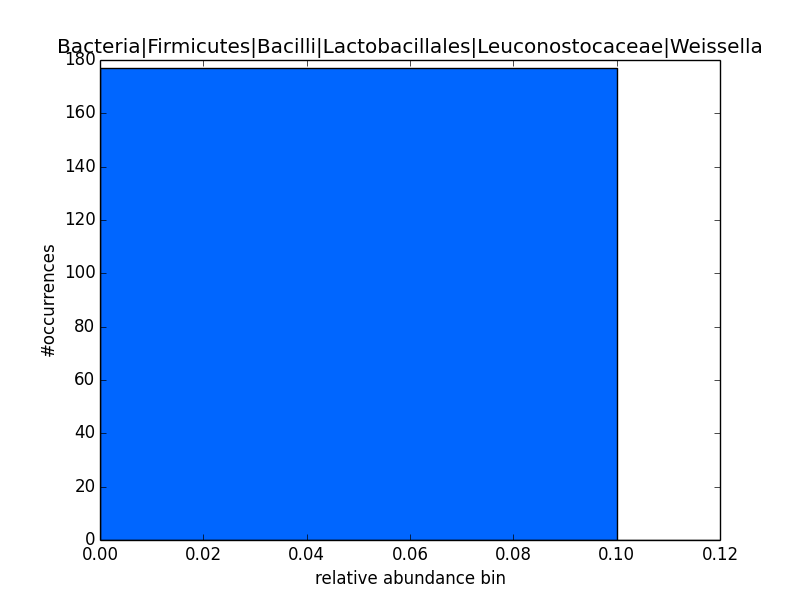 Bacteria|Firmicutes|Bacilli|Lactobacillales|Leuconostocaceae|Weissella
180
160
140
120
100
80
60
40
20
0
#occurrences
0.00 0.02 0.04 0.06 0.08 0.10 0.12
relative abundance bin